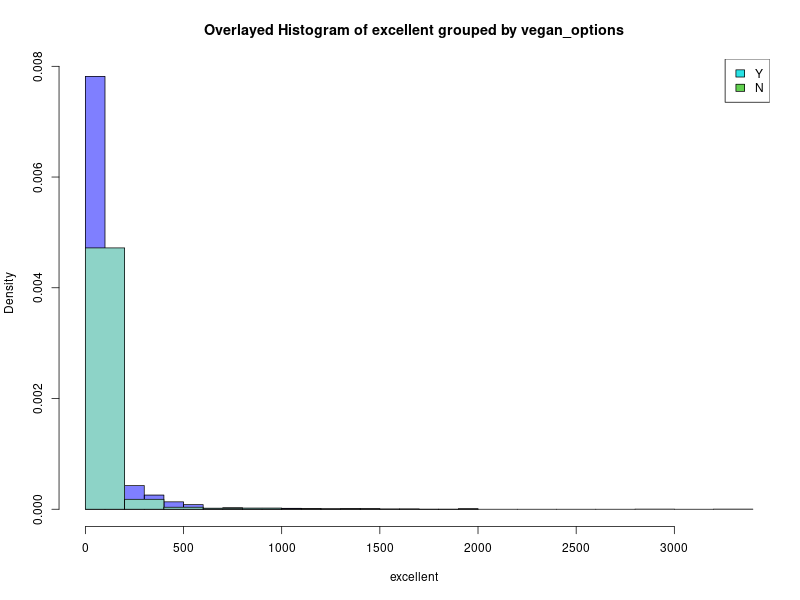 Overlayed Histogram of excellent grouped by vegan_options
Y
N
0.008
0.006
0.004
0.002
0.000
Density
0 500 1000 1500 2000 2500 3000
excellent